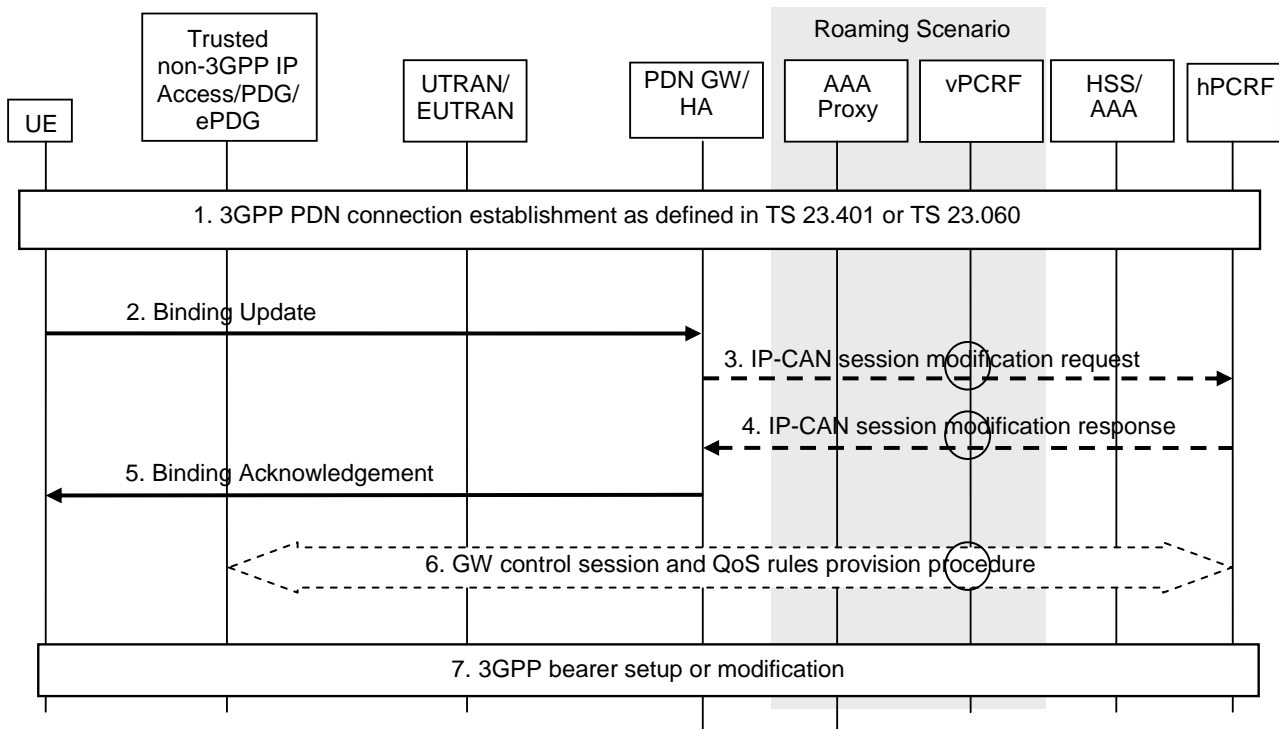 Roaming Scenario
UE
Trusted
non-3GPP IP
Access/PDG/
ePDG
UTRAN/
EUTRAN
PDN GW/
HA
AAA
Proxy
vPCRF
HSS/
AAA
hPCRF
1. 3GPP PDN connection establishment as defined in TS 23.401 or TS 23.060
2. Binding Update
3. IP-CAN session modification request
4. IP-CAN session modification response
5. Binding Acknowledgement
6. GW control session and QoS rules provision procedure
7. 3GPP bearer setup or modification